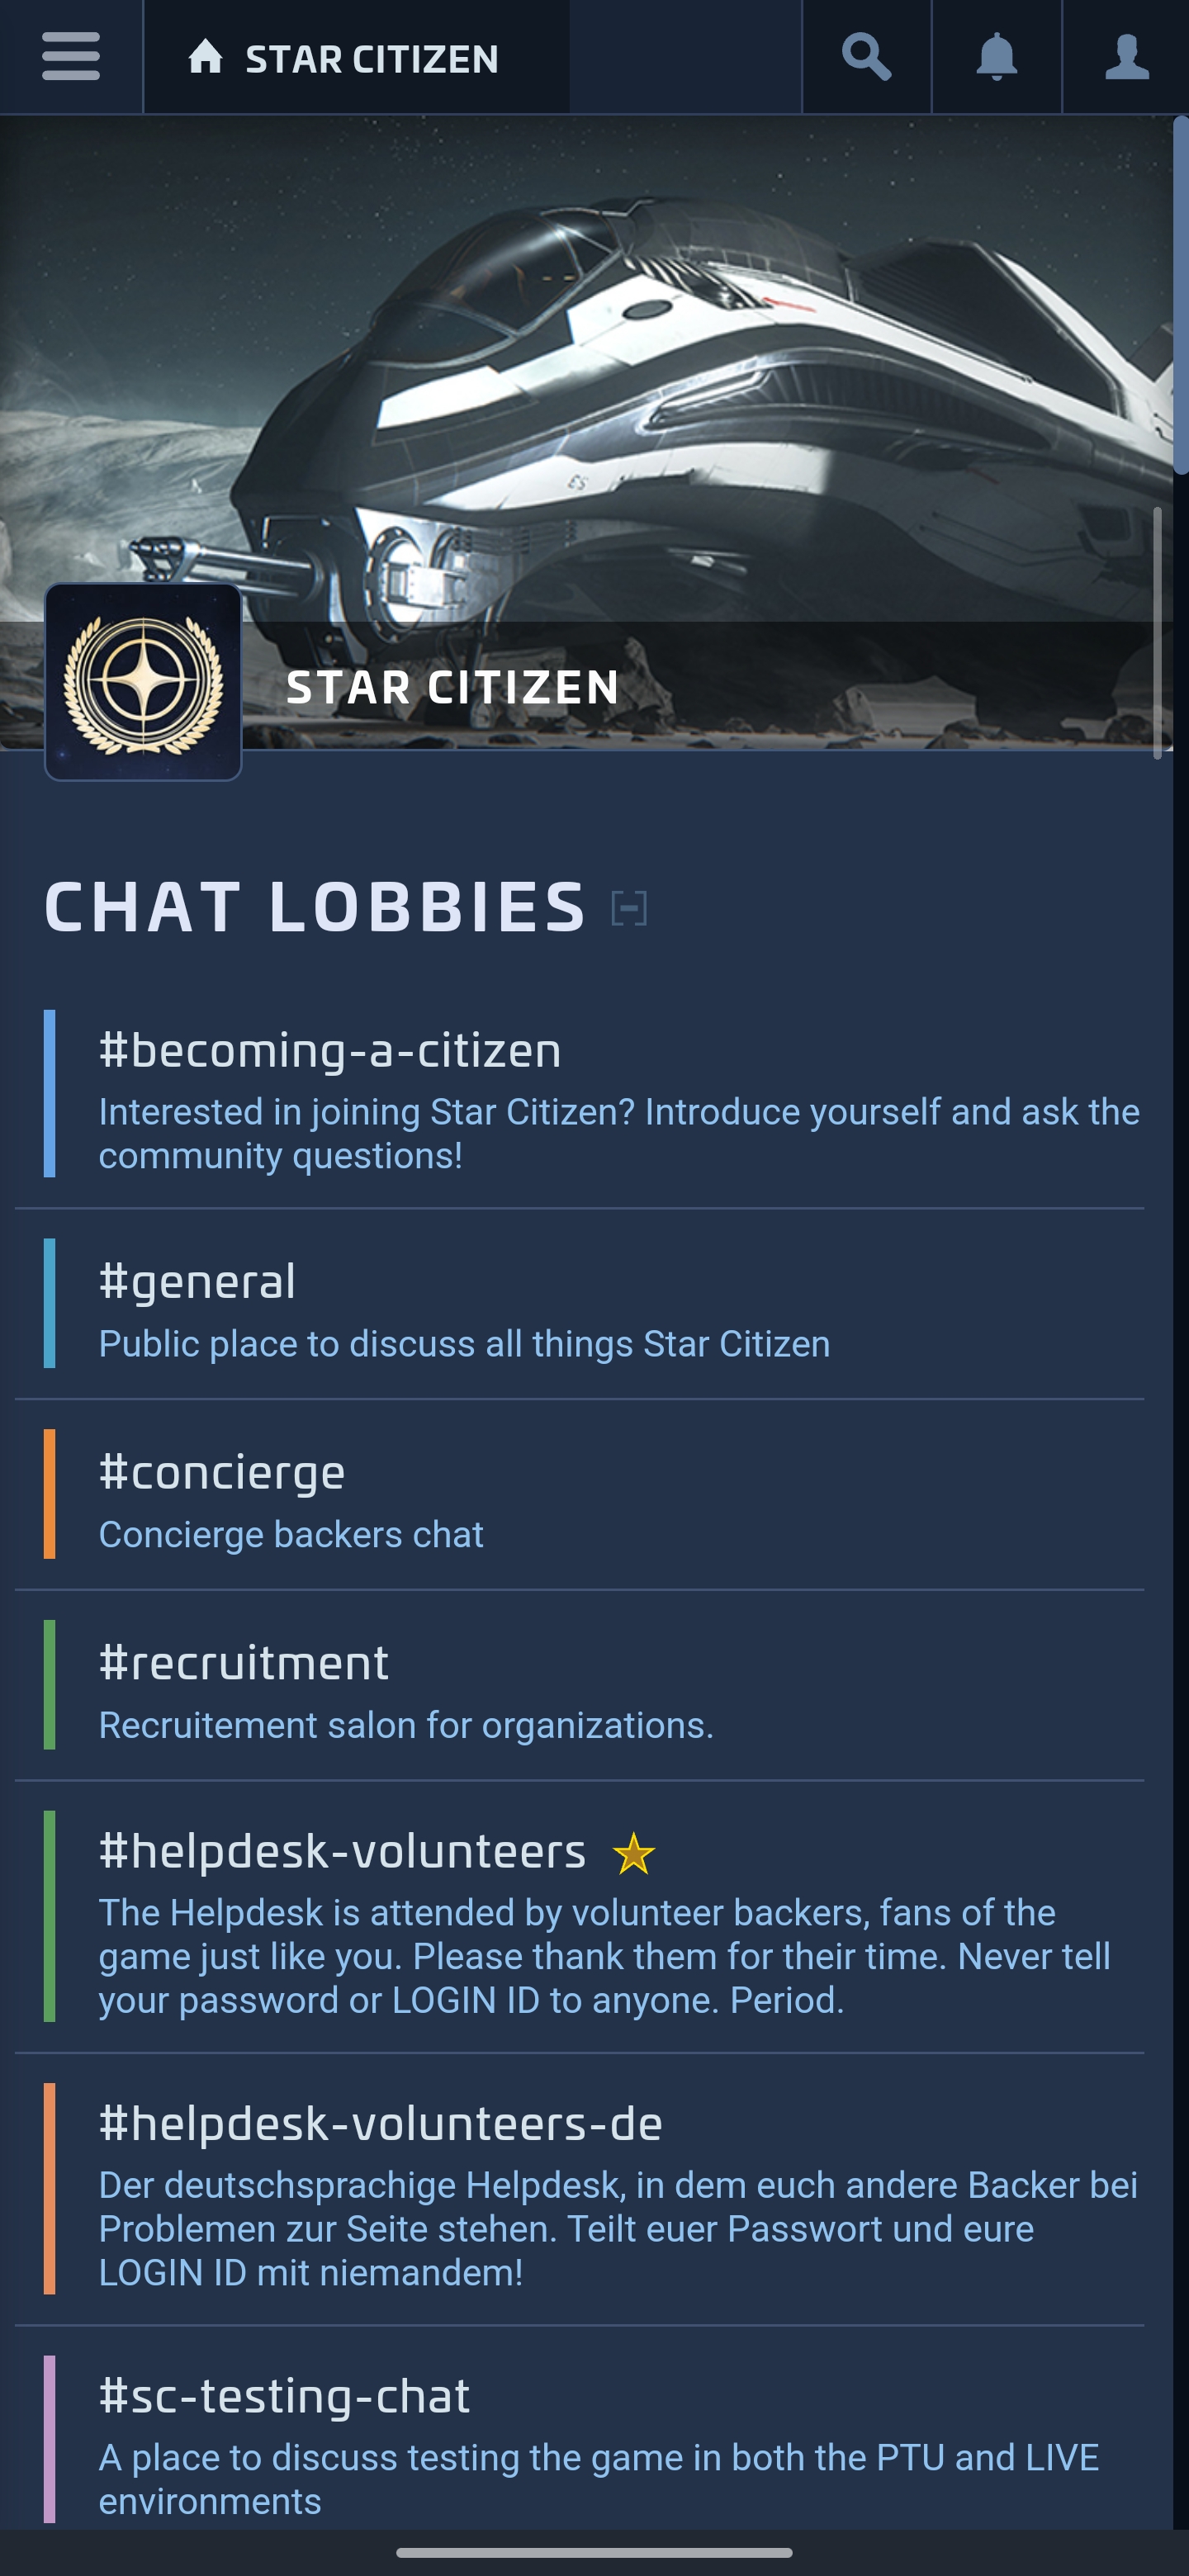 STAR CITIZEN
STAR CITIZEN
CHAT LOBBIES
#becoming-a-citizen
Interested in joining Star Citizen? Introduce yourself and ask the
community questions!
#general
Public place to discuss all things Star Citizen
#concierge
Concierge backers chat
#recruitment
Recruitement salon for organizations.
#helpdesk-volunteers
The Helpdesk is attended by volunteer backers, fans of the
game just like you. Please thank them for their time. Never tell
your password or LOGIN ID to anyone. Period.
#helpdesk-volunteers-de
Der deutschsprachige Helpdesk, in dem euch andere Backer bei
Problemen zur Seite stehen. Teilt euer Passwort und eure
LOGIN ID mit niemandem!
#sc-testing-chat
A place to discuss testing the game in both the PTU and LIVE
environments